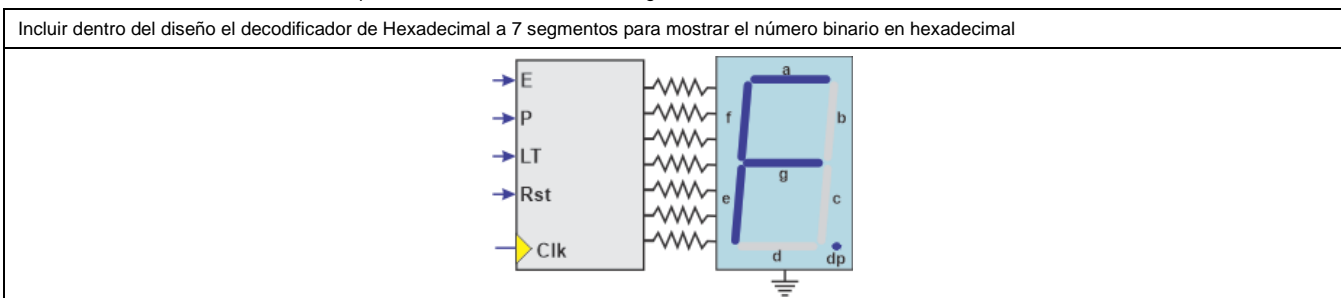 Incluir dentro del diseño el decodificador de Hexadecimal a 7 segmentos para mostrar el número binario en hexadecimal
E
P
LT
Rst
Clk
a
f
b
g
e
c
d
dp